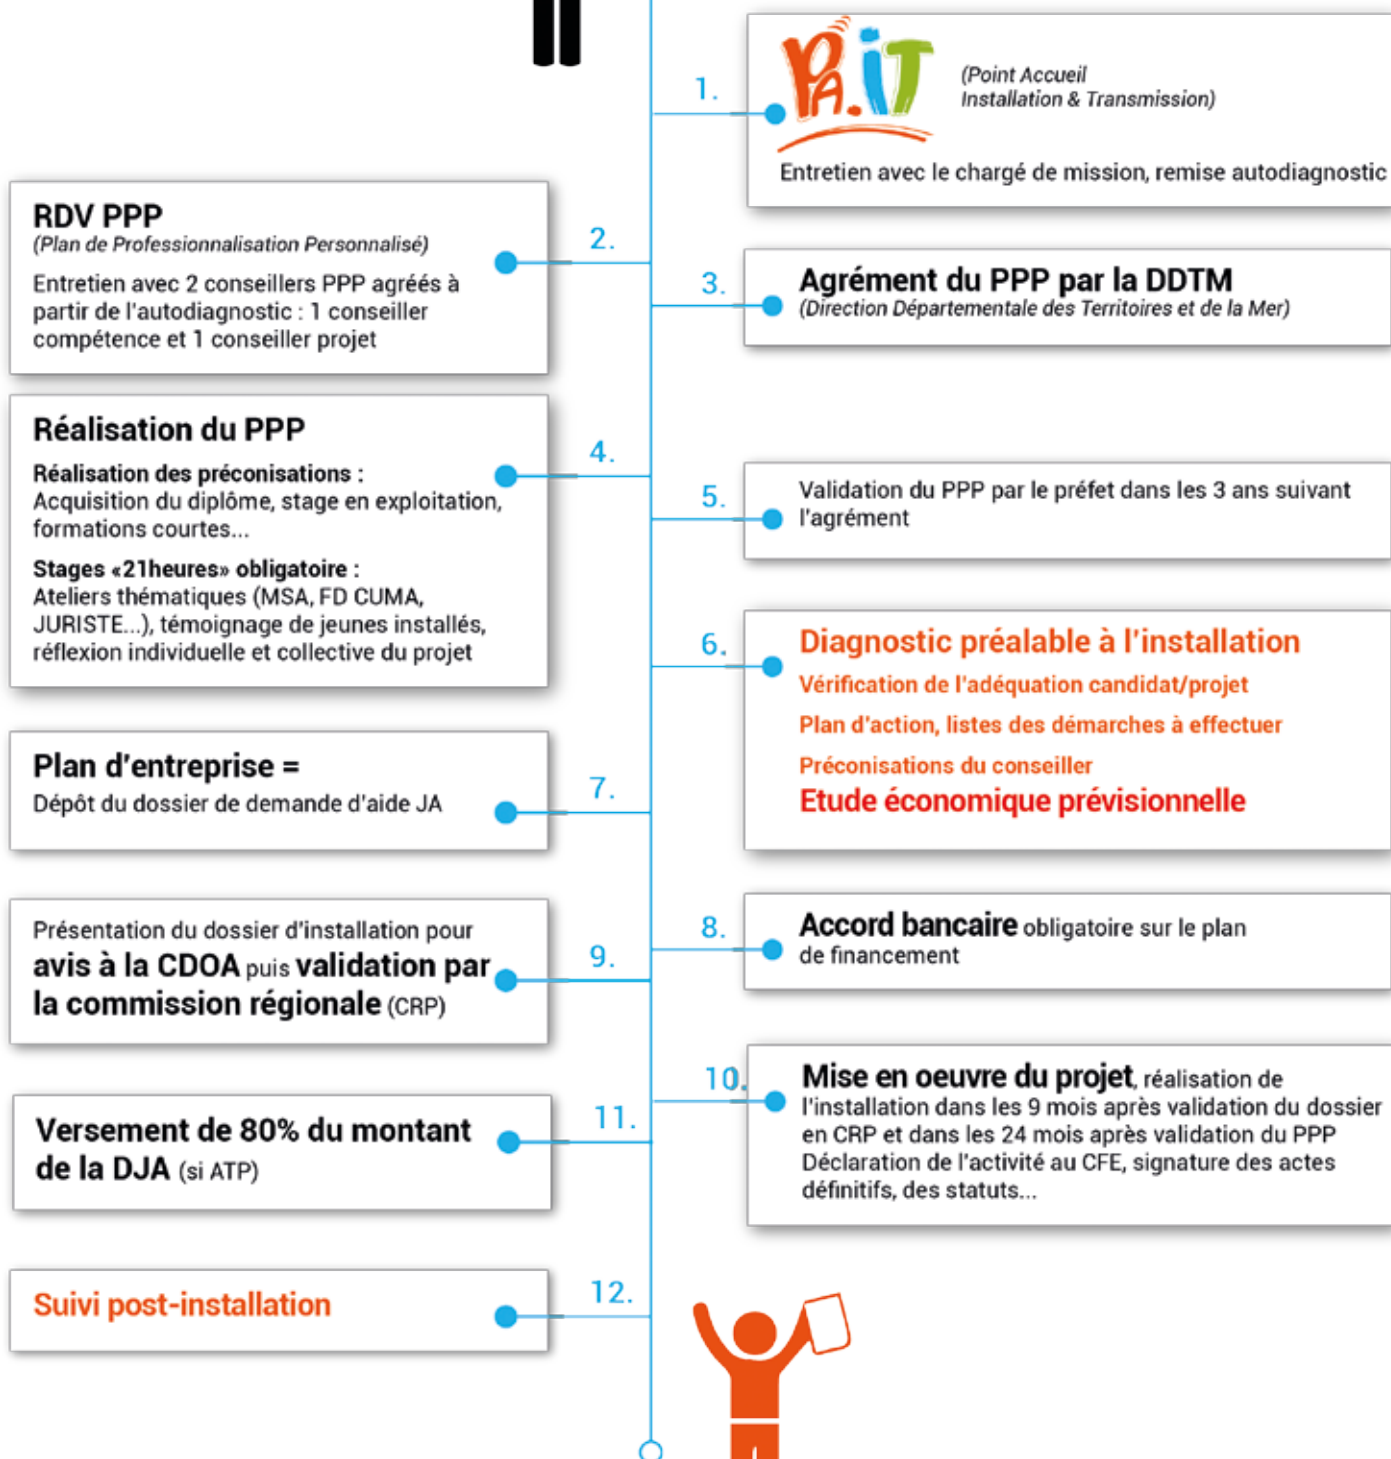 1.
PA.iT
(Point Accueil
Installation & Transmission)
Entretien avec le chargé de mission, remise autodiagnostic
2.
RDV PPP
(Plan de Professionnalisation Personnalisé)
Entretien avec 2 conseillers PPP agréés à
partir de l'autodiagnostic : 1 conseiller
compétence et 1 conseiller projet
3.
Agrément du PPP par la DDTM
(Direction Départementale des Territoires et de la Mer)
4.
Réalisation du PPP
Réalisation des préconisations :
Acquisition du diplôme, stage en exploitation,
formations courtes...
Stages «21heures» obligatoire :
Ateliers thématiques (MSA, FD CUMA,
JURISTE...), témoignage de jeunes installés,
réflexion individuelle et collective du projet
5.
Validation du PPP par le préfet dans les 3 ans suivant
l'agrément
6.
Diagnostic préalable à l'installation
Vérification de l'adéquation candidat/projet
Plan d'action, listes des démarches à effectuer
Préconisations du conseiller
Etude économique prévisionnelle
7.
Plan d'entreprise =
Dépôt du dossier de demande d'aide JA
8.
Accord bancaire obligatoire sur le plan
de financement
9.
Présentation du dossier d'installation pour
avis à la CDOA puis validation par
la commission régionale (CRP)
10.
Mise en oeuvre du projet, réalisation de
l'installation dans les 9 mois après validation du dossier
en CRP et dans les 24 mois après validation du PPP
Déclaration de l'activité au CFE, signature des actes
définitifs, des statuts...
11.
Versement de 80% du montant
de la DJA (si ATP)
12.
Suivi post-installation